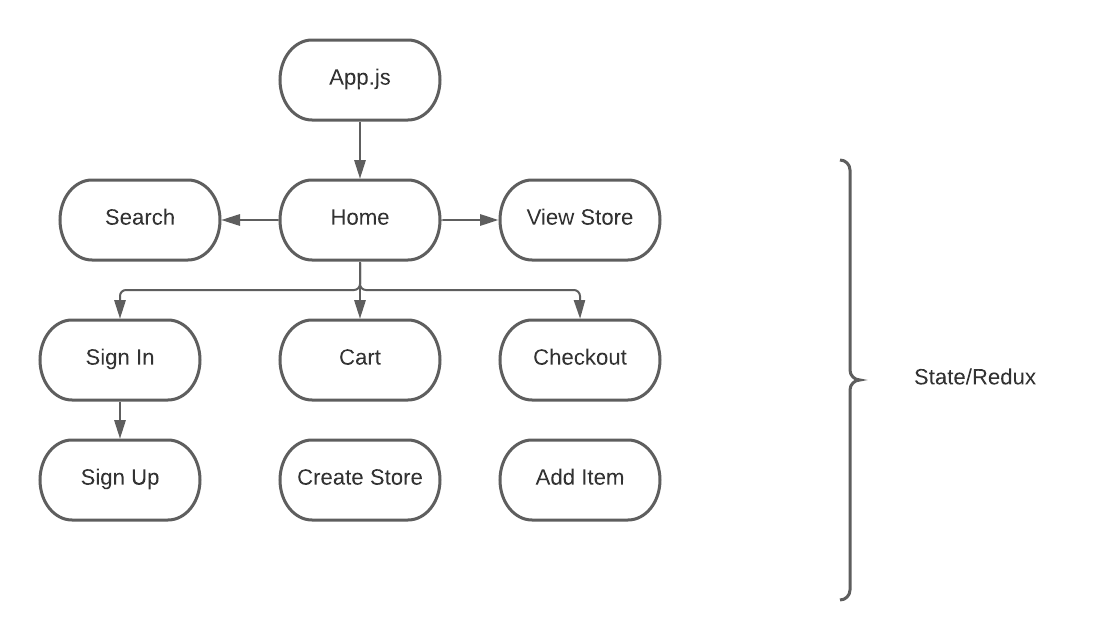 App.js
Search
Home
View Store
Sign In
Cart
Checkout
State/Redux
Sign Up
Create Store
Add Item